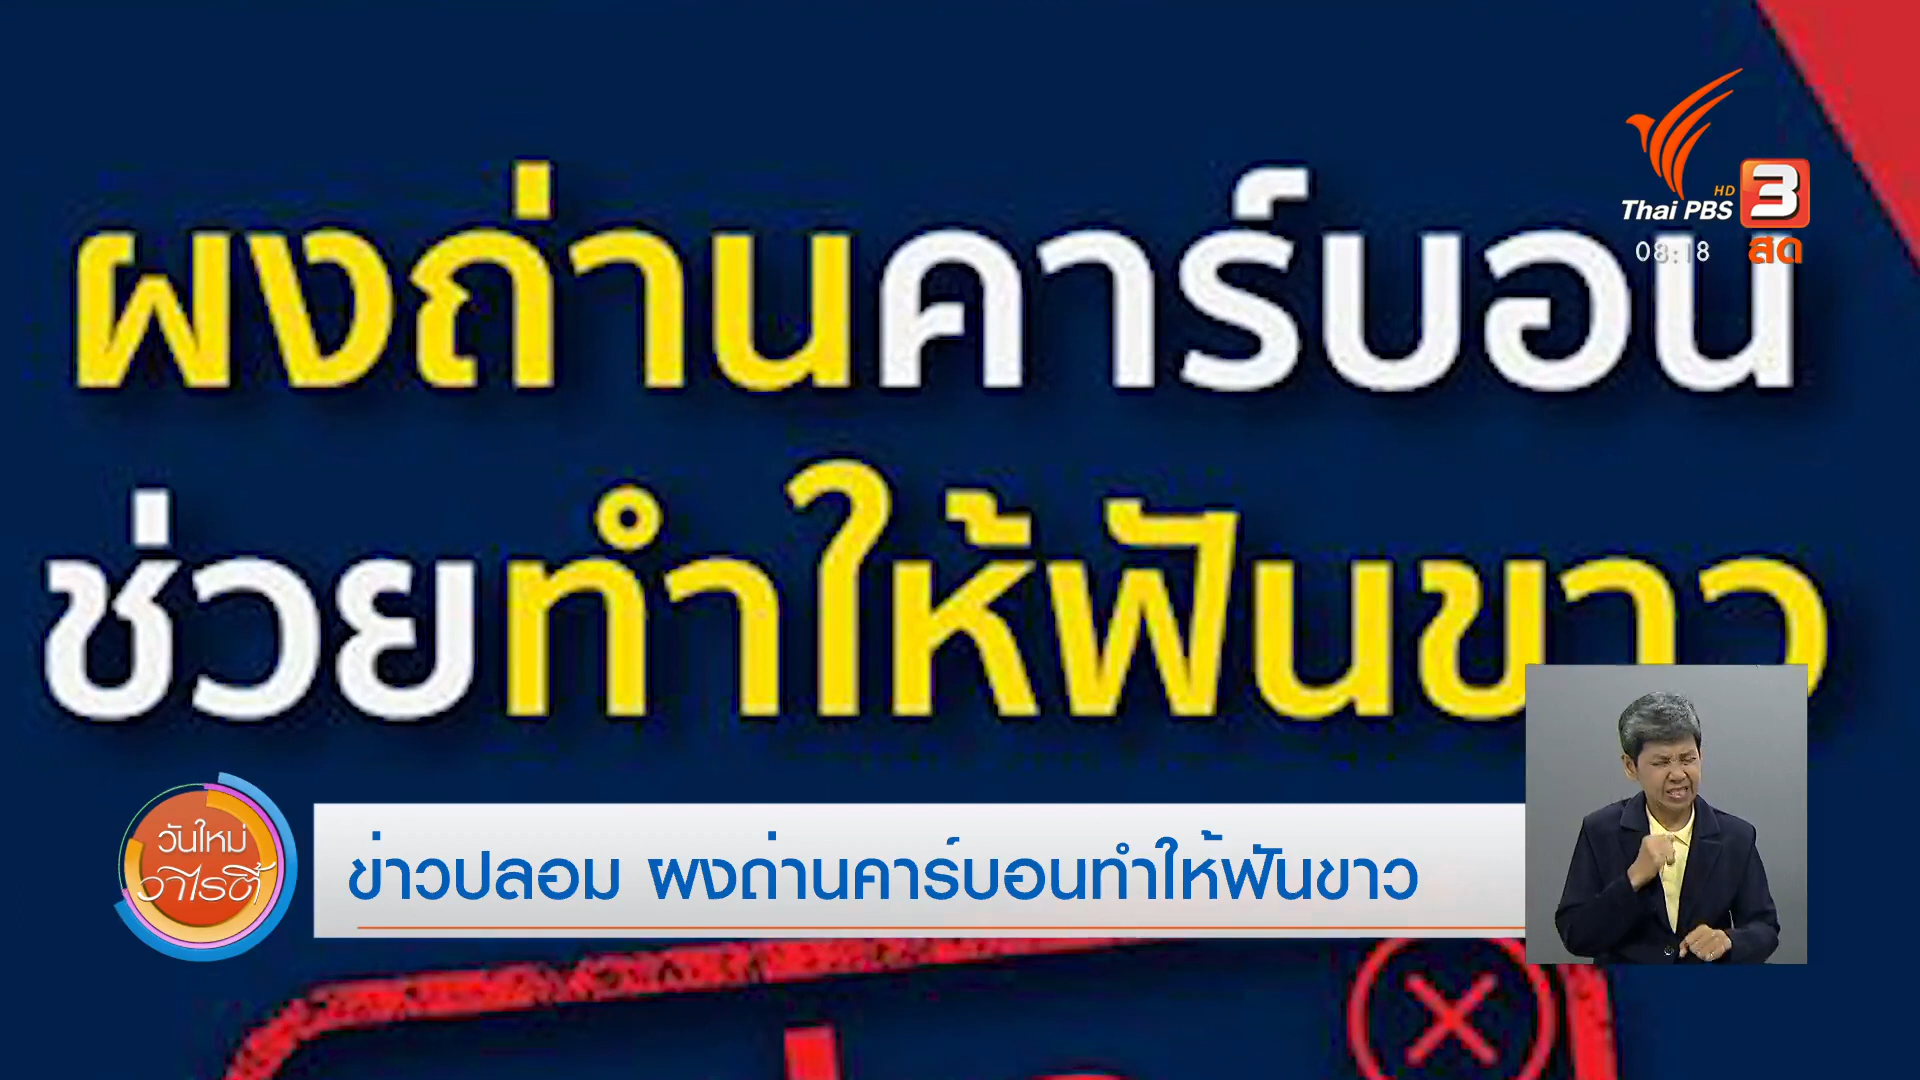 ผงถ่านคาร์บอน
ช่วยทำให้ฟันขาว
HD
Thai PBS 3
08:18 สด
วันใหม่
วาไรตี้
ข่าวปลอม ผงถ่านคาร์บอนทำให้ฟันขาว